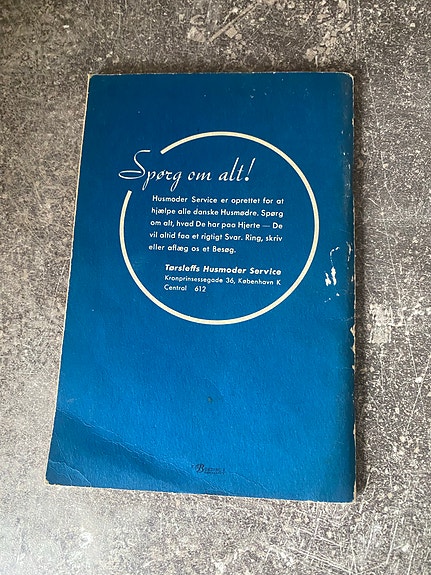 Spørg om alt!
Husmoder Service er oprettet for at
hjælpe alle danske Husmødre. Spørg
om alt, hvad De har paa Hjerte — De
vil altid faa et rigtigt Svar. Ring, skriv
eller aflæg os et Besøg.
Tørsleffs Husmoder Service
Kronprinsessegade 36, København K
Central 612